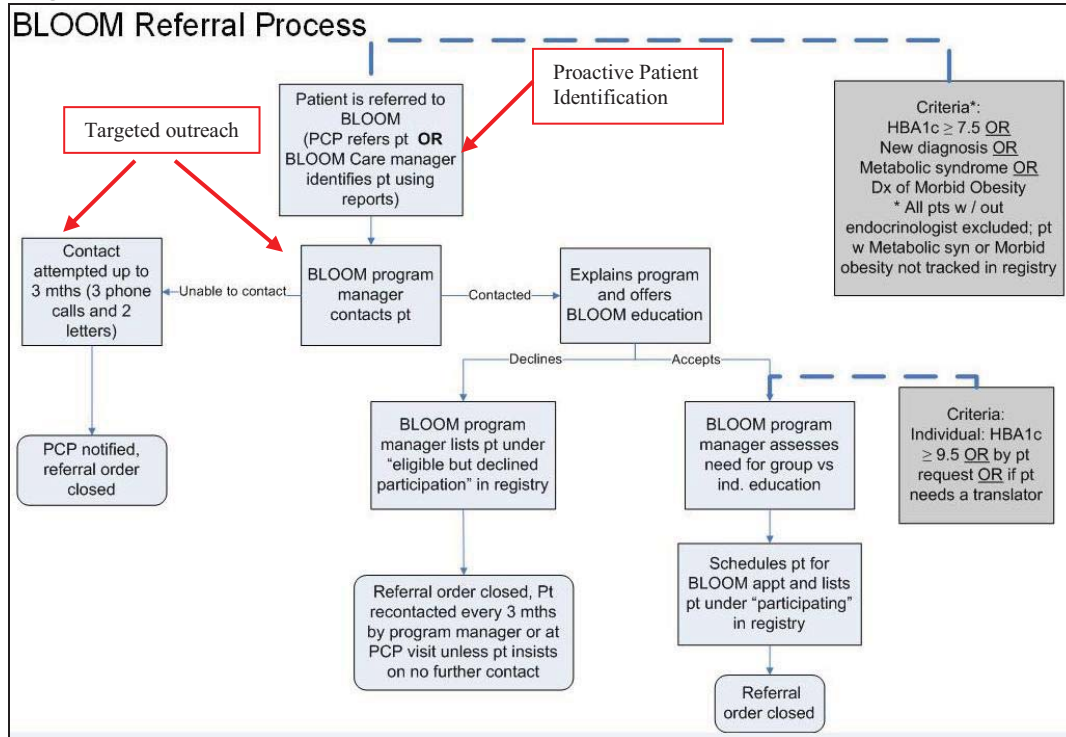 BLOOM Referral Process
Proactive Patient
Identification
Targeted outreach
Patient is referred to
BLOOM
(PCP refers pt OR
BLOOM Care manager
identifies pt using
reports)
Criteria*:
HBA1c ≥ 7.5 OR
New diagnosis OR
Metabolic syndrome OR
Dx of Morbid Obesity
* All pts w / out
endocrinologist excluded; pt
w Metabolic syn or Morbid
obesity not tracked in registry
Contact
attempted up to
3 mths (3 phone
calls and 2
letters)
Unable to contact
BLOOM program
manager
contacts pt
Contacted
Explains program
and offers
BLOOM education
Declines
Accepts
PCP notified,
referral order
closed
BLOOM program
manager lists pt under
“eligible but declined
participation” in registry
BLOOM program
manager assesses
need for group vs
ind. education
Criteria:
Individual: HBA1c
≥ 9.5 OR by pt
request OR if pt
needs a translator
Referral order closed, Pt
recontacted every 3 mths
by program manager or at
PCP visit unless pt insists
on no further contact
Schedules pt for
BLOOM appt and lists
pt under “participating”
in registry
Referral
order closed